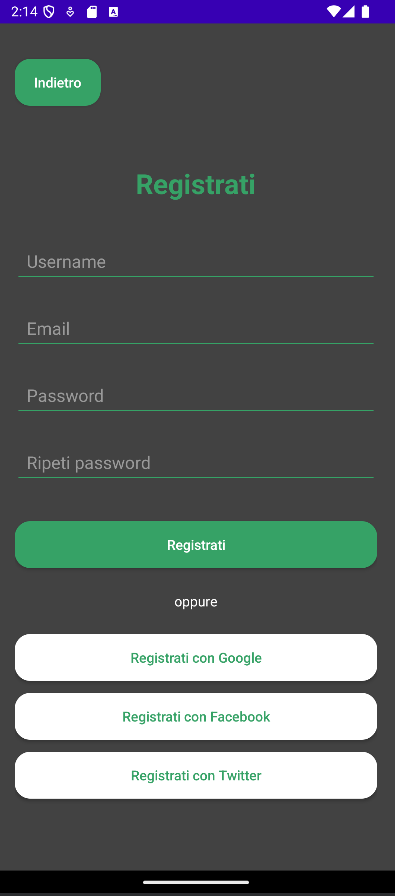 2:14
Indietro
Registrati
Username
Email
Password
Ripeti password
Registrati
oppure
Registrati con Google
Registrati con Facebook
Registrati con Twitter